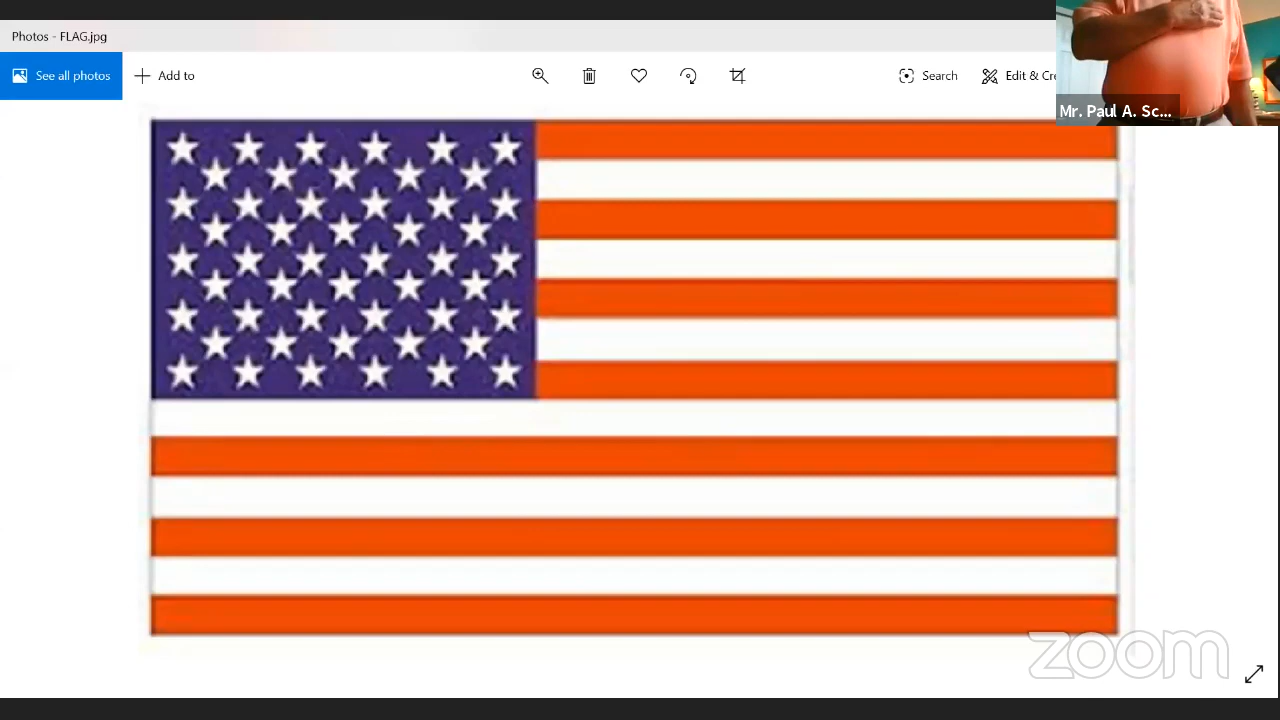 Photos - FLAG.jpg
See all photos
Add to
Search
Edit & Cre
Mr. Paul A. Sc...
zoom